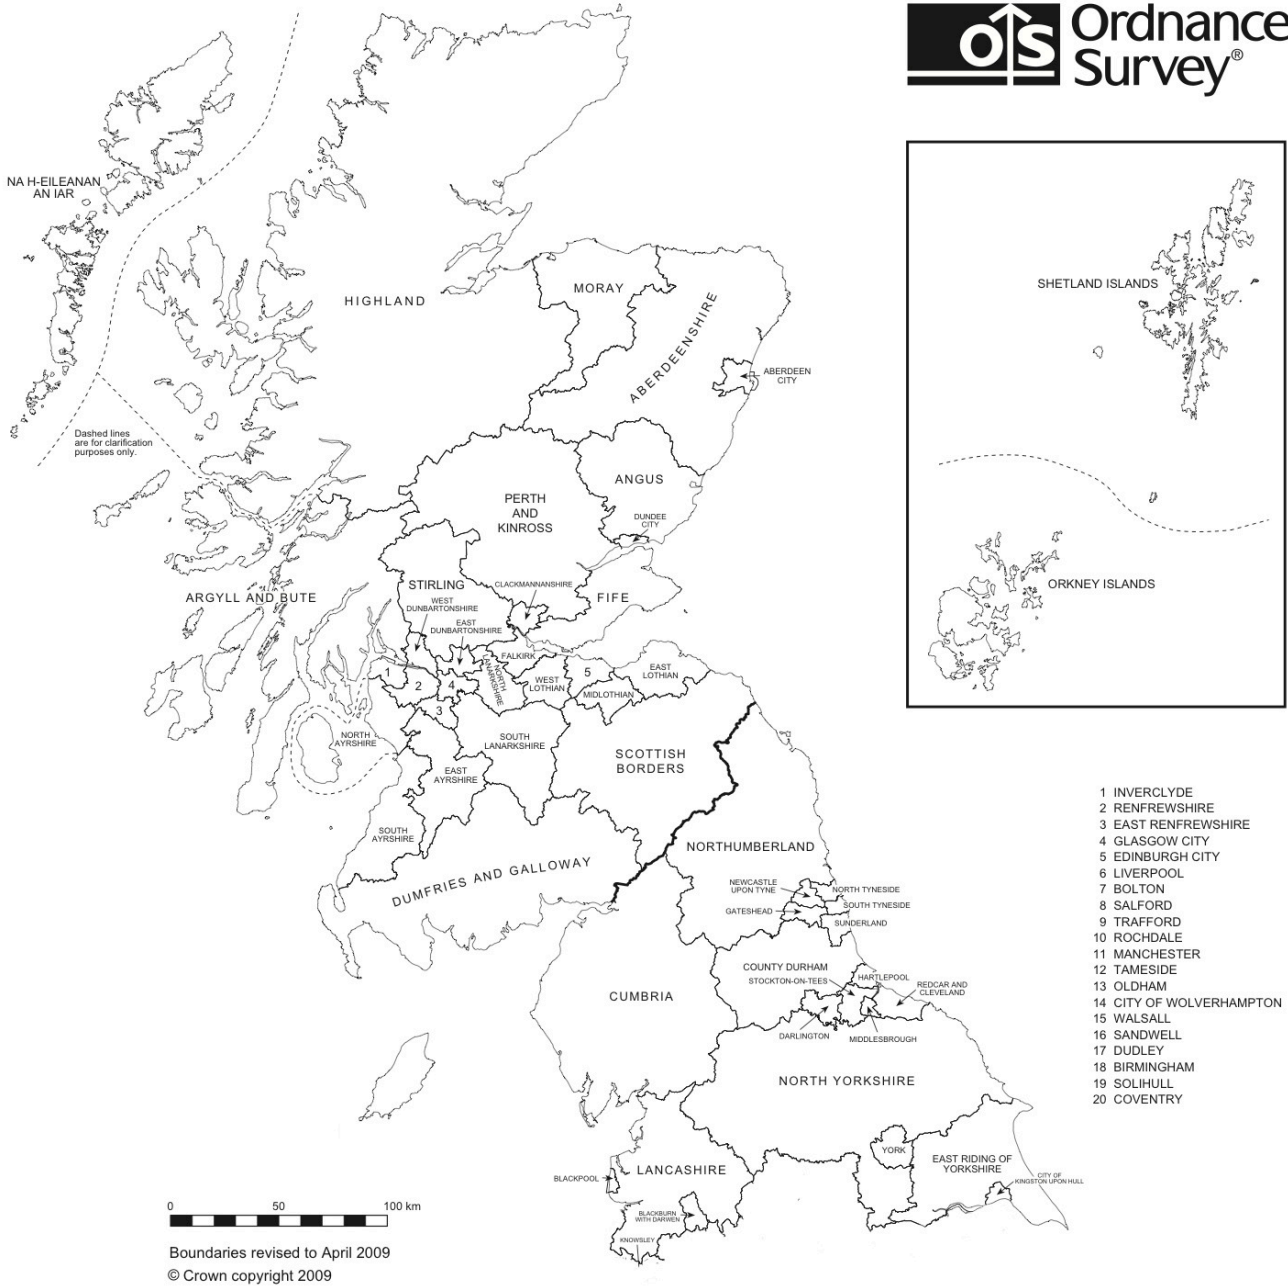 OS
Ordnance
Survey®
NA H-EILEANAN
AN IAR
HIGHLAND
MORAY
ABERDEENSHIRE
ABERDEEN
CITY
SHETLAND ISLANDS
ORKNEY ISLANDS
Dashed lines
are for clarification
purposes only.
ANGUS
PERTH
AND
KINROSS
DUNDEE
CITY
ARGYLL AND BUTE
STIRLING
CLACKMANNANSHIRE
FIFE
WEST
DUNBARTONSHIRE
EAST
DUNBARTONSHIRE
FALKIRK
NORTH
LANARKSHIRE
WEST
LOTHIAN
5
MIDLOTHIAN
EAST
LOTHIAN
1
2
3
4
NORTH
AYRSHIRE
SOUTH
LANARKSHIRE
SCOTTISH
BORDERS
EAST
AYRSHIRE
SOUTH
AYRSHIRE
DUMFRIES AND GALLOWAY
NORTHUMBERLAND
NEWCASTLE
UPON TYNE
NORTH TYNESIDE
SOUTH TYNESIDE
GATESHEAD
SUNDERLAND
COUNTY DURHAM
STOCKTON-ON-TEES
HARTLEPOOL
REDCAR AND
CLEVELAND
DARLINGTON
MIDDLESBROUGH
CUMBRIA
NORTH YORKSHIRE
YORK
EAST RIDING OF
YORKSHIRE
CITY OF
KINGSTON UPON HULL
LANCASHIRE
BLACKPOOL
BLACKBURN
WITH DARWEN
KNOWSLEY
1 INVERCLYDE
2 RENFREWSHIRE
3 EAST RENFREWSHIRE
4 GLASGOW CITY
5 EDINBURGH CITY
6 LIVERPOOL
7 BOLTON
8 SALFORD
9 TRAFFORD
10 ROCHDALE
11 MANCHESTER
12 TAMESIDE
13 OLDHAM
14 CITY OF WOLVERHAMPTON
15 WALSALL
16 SANDWELL
17 DUDLEY
18 BIRMINGHAM
19 SOLIHULL
20 COVENTRY
0 50 100 km
Boundaries revised to April 2009
© Crown copyright 2009